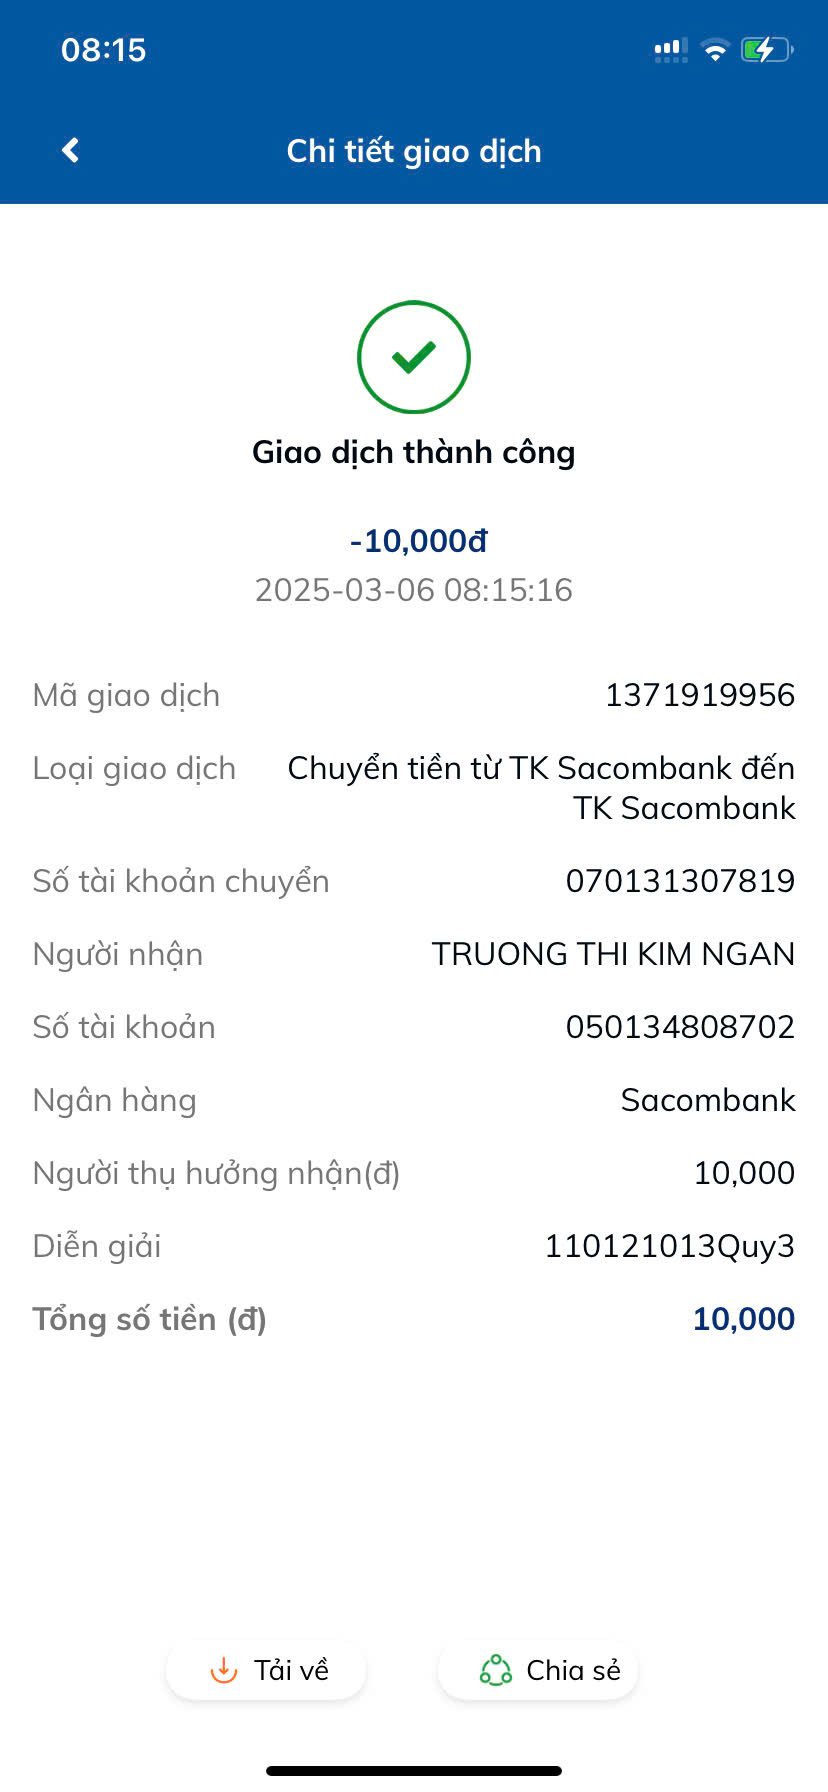 08:15
Chi tiết giao dịch
Giao dịch thành công
-10,000đ
2025-03-06 08:15:16
Mã giao dịch 1371919956
Loại giao dịch Chuyển tiền từ TK Sacombank đến
TK Sacombank
Số tài khoản chuyển 070131307819
Người nhận TRUONG THI KIM NGAN
Số tài khoản 050134808702
Ngân hàng Sacombank
Người thụ hưởng nhận(đ) 10,000
Diễn giải 110121013Quy3
Tổng số tiền (đ) 10,000
Tải về Chia sẻ